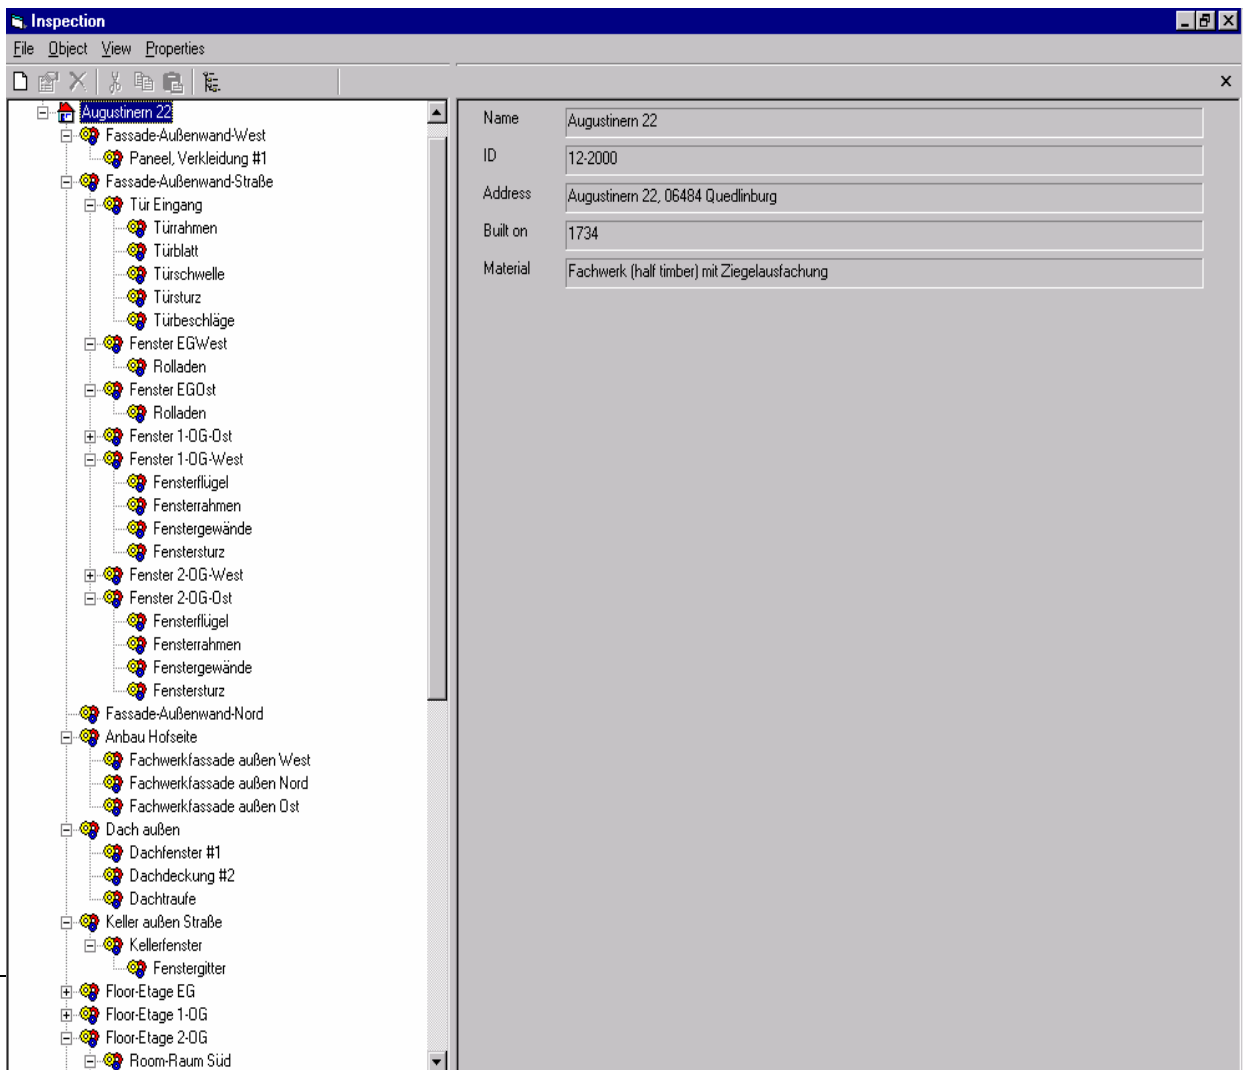 Inspection
File Object View Properties
Augustinern 22
Fassade-Außenwand-West
Paneel, Verkleidung #1
Fassade-Außenwand-Straße
Tür Eingang
Türrahmen
Türblatt
Türschwelle
Türsturz
Türbeschläge
Fenster EGWest
Rolladen
Fenster EGOst
Rolladen
Fenster 1-OG-Ost
Fenster 1-OG-West
Fensterflügel
Fensterrahmen
Fenstergewände
Fenstersturz
Fenster 2-OG-West
Fenster 2-OG-Ost
Fensterflügel
Fensterrahmen
Fenstergewände
Fenstersturz
Fassade-Außenwand-Nord
Anbau Hofseite
Fachwerkfassade außen West
Fachwerkfassade außen Nord
Fachwerkfassade außen Ost
Dach außen
Dachfenster #1
Dachdeckung #2
Dachtraufe
Keller außen Straße
Kellerfenster
Fenstergitter
Floor-Etage EG
Floor-Etage 1-OG
Floor-Etage 2-OG
Room-Raum Süd
Name Augustinern 22
ID 12-2000
Address Augustinern 22, 06484 Quedlinburg
Built on 1734
Material Fachwerk (half timber) mit Ziegelausfachung